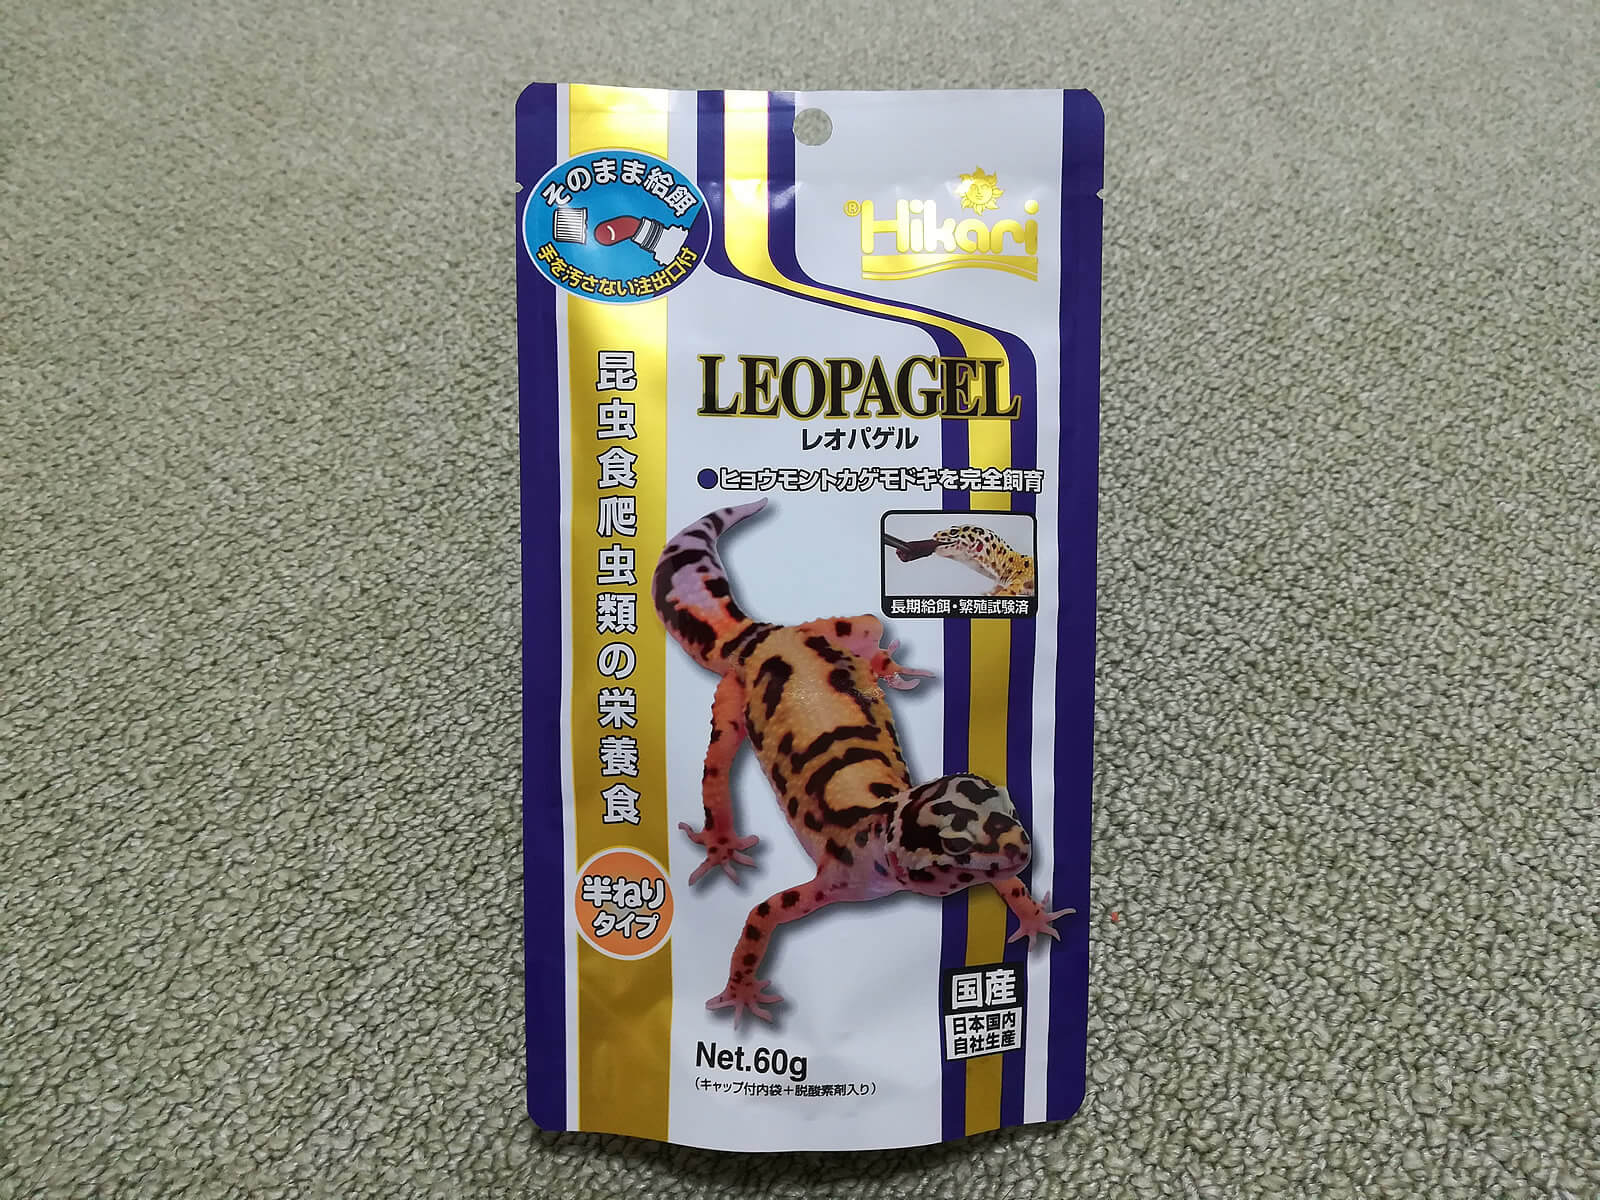 そのまま給餌
手を汚さない注出口付
®Hikari
LEOPAGEL
レオパゲル
●ヒョウモントカゲモドキを完全飼育
長期給餌・繁殖試験済
昆虫食爬虫類の栄養食
半ねり
タイプ
国産
日本国内
自社生産
Net.60g
(キャップ付内袋+脱酸素剤入り)